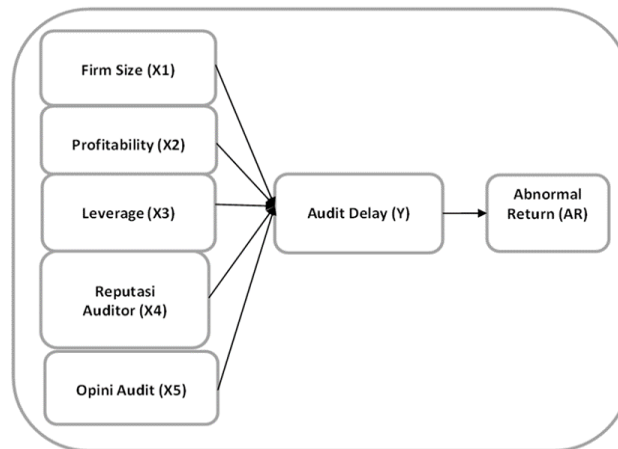 Firm Size (X1)
Profitability (X2)
Leverage (X3)
Reputasi
Auditor (X4)
Opini Audit (X5)
Audit Delay (Y)
Abnormal
Return (AR)